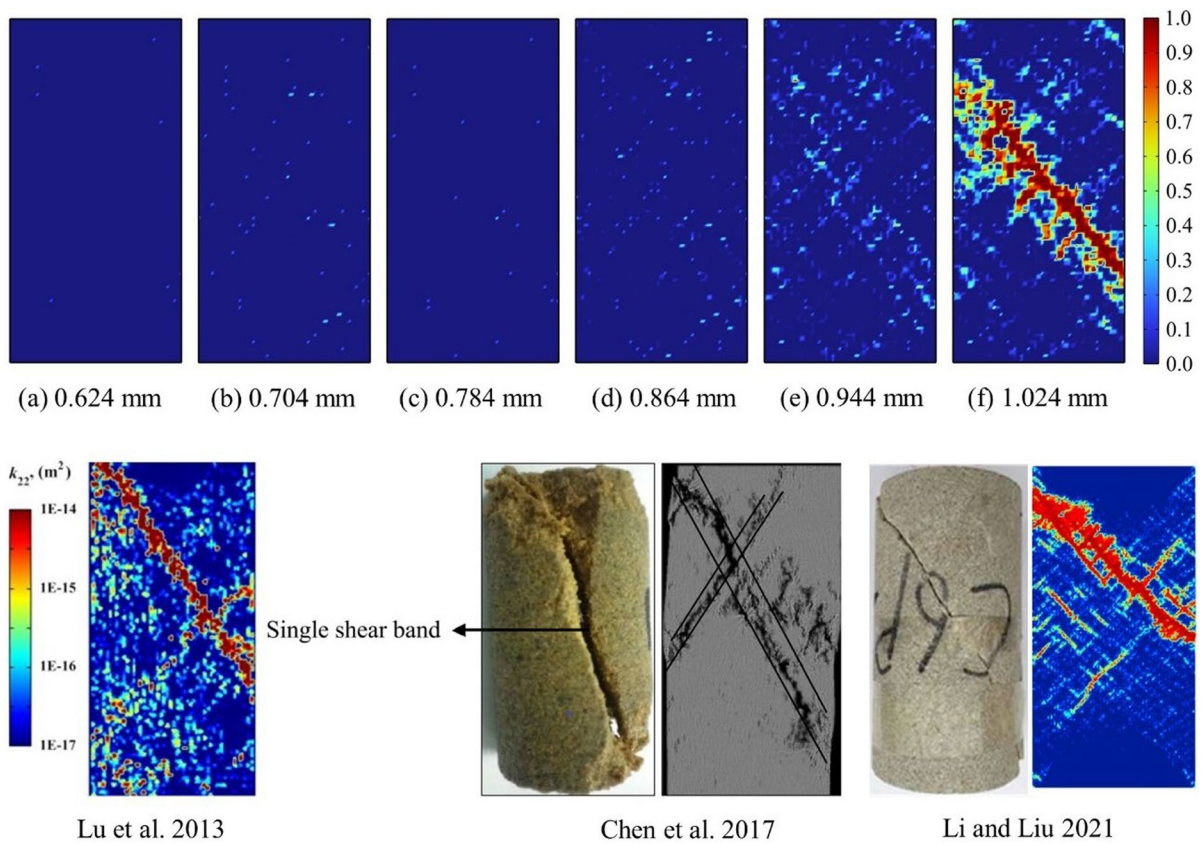 1.0
0.9
0.8
0.7
0.6
0.5
0.4
0.3
0.2
0.1
0.0
(a) 0.624 mm
(b) 0.704 mm
(c) 0.784 mm
(d) 0.864 mm
(e) 0.944 mm
(f) 1.024 mm
k22, (m²)
1E-14
1E-15
1E-16
1E-17
Single shear band
Lu et al. 2013
Chen et al. 2017
Li and Liu 2021